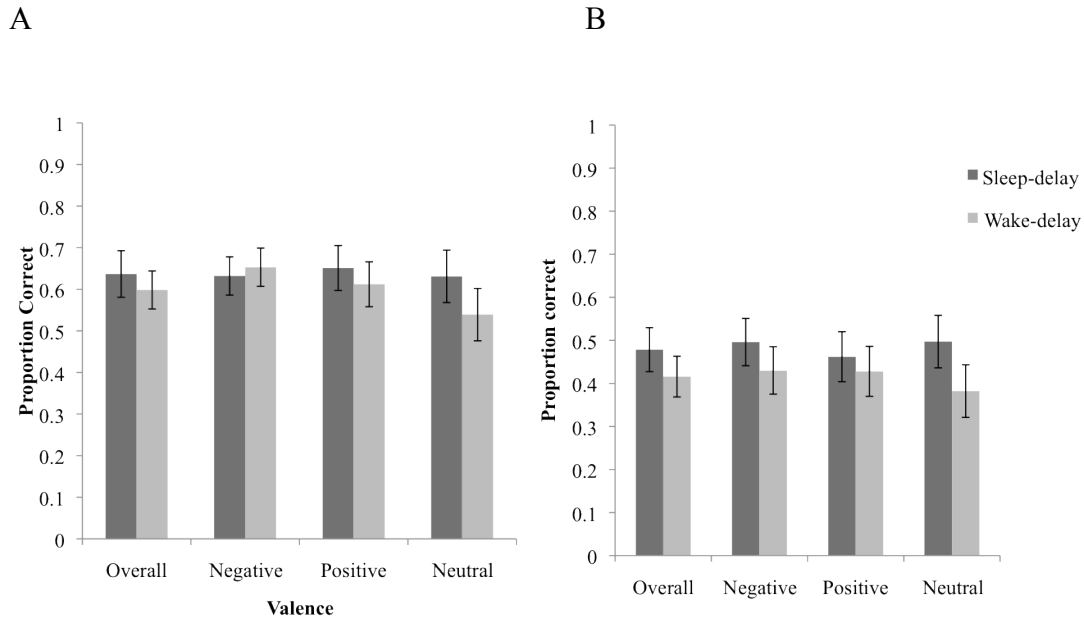 A
B
1
0.9
0.8
0.7
0.6
0.5
0.4
0.3
0.2
0.1
0
Proportion Correct
Overall Negative Positive Neutral
Valence
1
0.9
0.8
0.7
0.6
0.5
0.4
0.3
0.2
0.1
0
Proportion correct
Overall Negative Positive Neutral
Sleep-delay
Wake-delay